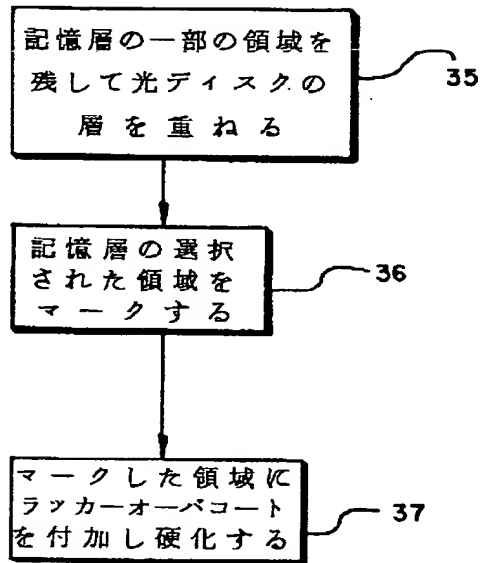 記憶層の一部の領域を
残して光ディスクの
層を重ねる
35
記憶層の選択
された領域を
マークする
36
マークした領域に
ラッカーオーバコート
を付加し硬化する
37